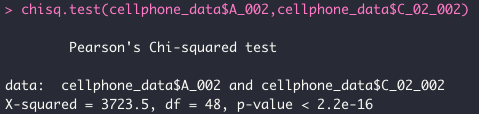 > chisq.test(cellphone_data$A_002,cellphone_data$C_02_002)
Pearson's Chi-squared test
data:  cellphone_data$A_002 and cellphone_data$C_02_002
X-squared = 3723.5, df = 48, p-value < 2.2e-16